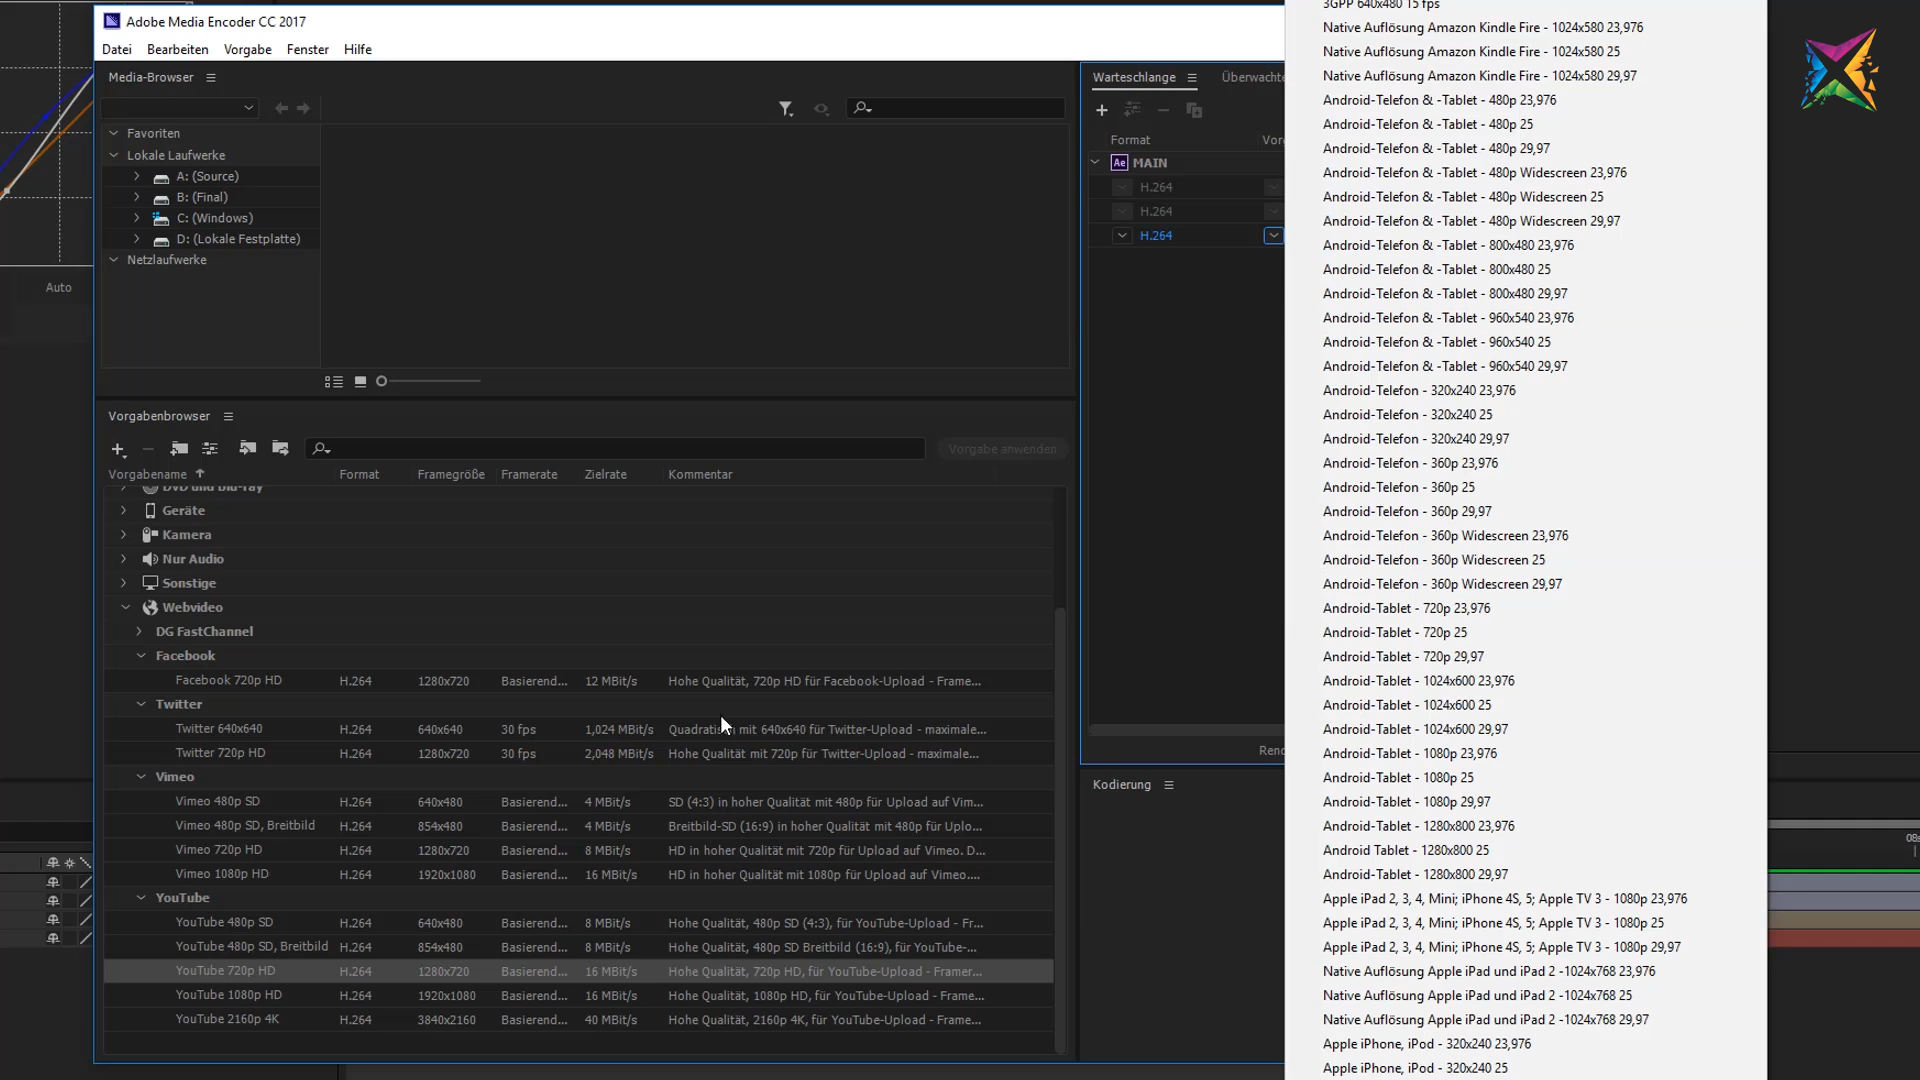 Adobe Media Encoder CC 2017
Datei Bearbeiten Vorgabe Fenster Hilfe
Media-Browser
Favoriten
Lokale Laufwerke
A: (Source)
B: (Final)
C: (Windows)
D: (Lokale Festplatte)
Netzlaufwerke
Auto
Vorgabenbrowser
Vorgabe anwenden
Vorgabename Format Framegröße Framerate Zielrate Kommentar
DVD und Blu-ray
Geräte
Kamera
Nur Audio
Sonstige
Webvideo
DG FastChannel
Facebook
Facebook 720p HD H.264 1280x720 Basierend... 12 MBit/s Hohe Qualität, 720p HD für Facebook-Upload - Frame...
Twitter
Twitter 640x640 H.264 640x640 30 fps 1,024 MBit/s Quadratisch mit 640x640 für Twitter-Upload - maximale...
Twitter 720p HD H.264 1280x720 30 fps 2,048 MBit/s Hohe Qualität mit 720p für Twitter-Upload - maximale...
Vimeo
Vimeo 480p SD H.264 640x480 Basierend... 4 MBit/s SD (4:3) in hoher Qualität mit 480p für Upload auf Vim...
Vimeo 480p SD, Breitbild H.264 854x480 Basierend... 4 MBit/s Breitbild-SD (16:9) in hoher Qualität mit 480p für Uplo...
Vimeo 720p HD H.264 1280x720 Basierend... 8 MBit/s HD in hoher Qualität mit 720p für Upload auf Vimeo. D...
Vimeo 1080p HD H.264 1920x1080 Basierend... 16 MBit/s HD in hoher Qualität mit 1080p für Upload auf Vimeo....
YouTube
YouTube 480p SD H.264 640x480 Basierend... 8 MBit/s Hohe Qualität, 480p SD (4:3), für YouTube-Upload - Fr...
YouTube 480p SD, Breitbild H.264 854x480 Basierend... 8 MBit/s Hohe Qualität, 480p SD Breitbild (16:9), für YouTube-...
YouTube 720p HD H.264 1280x720 Basierend... 16 MBit/s Hohe Qualität, 720p HD, für YouTube-Upload - Framer...
YouTube 1080p HD H.264 1920x1080 Basierend... 16 MBit/s Hohe Qualität, 1080p HD, für YouTube-Upload - Frame...
YouTube 2160p 4K H.264 3840x2160 Basierend... 40 MBit/s Hohe Qualität, 2160p 4K, für YouTube-Upload - Frame...
Warteschlange Überwachte
Format Vor
Ae MAIN
H.264
H.264
H.264
Renc
Kodierung
3GPP 640x480 15 fps
Native Auflösung Amazon Kindle Fire - 1024x580 23,976
Native Auflösung Amazon Kindle Fire - 1024x580 25
Native Auflösung Amazon Kindle Fire - 1024x580 29,97
Android-Telefon & -Tablet - 480p 23,976
Android-Telefon & -Tablet - 480p 25
Android-Telefon & -Tablet - 480p 29,97
Android-Telefon & -Tablet - 480p Widescreen 23,976
Android-Telefon & -Tablet - 480p Widescreen 25
Android-Telefon & -Tablet - 480p Widescreen 29,97
Android-Telefon & -Tablet - 800x480 23,976
Android-Telefon & -Tablet - 800x480 25
Android-Telefon & -Tablet - 800x480 29,97
Android-Telefon & -Tablet - 960x540 23,976
Android-Telefon & -Tablet - 960x540 25
Android-Telefon & -Tablet - 960x540 29,97
Android-Telefon - 320x240 23,976
Android-Telefon - 320x240 25
Android-Telefon - 320x240 29,97
Android-Telefon - 360p 23,976
Android-Telefon - 360p 25
Android-Telefon - 360p 29,97
Android-Telefon - 360p Widescreen 23,976
Android-Telefon - 360p Widescreen 25
Android-Telefon - 360p Widescreen 29,97
Android-Tablet - 720p 23,976
Android-Tablet - 720p 25
Android-Tablet - 720p 29,97
Android-Tablet - 1024x600 23,976
Android-Tablet - 1024x600 25
Android-Tablet - 1024x600 29,97
Android-Tablet - 1080p 23,976
Android-Tablet - 1080p 25
Android-Tablet - 1080p 29,97
Android-Tablet - 1280x800 23,976
Android Tablet - 1280x800 25
Android-Tablet - 1280x800 29,97
Apple iPad 2, 3, 4, Mini; iPhone 4S, 5; Apple TV 3 - 1080p 23,976
Apple iPad 2, 3, 4, Mini; iPhone 4S, 5; Apple TV 3 - 1080p 25
Apple iPad 2, 3, 4, Mini; iPhone 4S, 5; Apple TV 3 - 1080p 29,97
Native Auflösung Apple iPad und iPad 2 -1024x768 23,976
Native Auflösung Apple iPad und iPad 2 -1024x768 25
Native Auflösung Apple iPad und iPad 2 -1024x768 29,97
Apple iPhone, iPod - 320x240 23,976
Apple iPhone, iPod - 320x240 25
08s